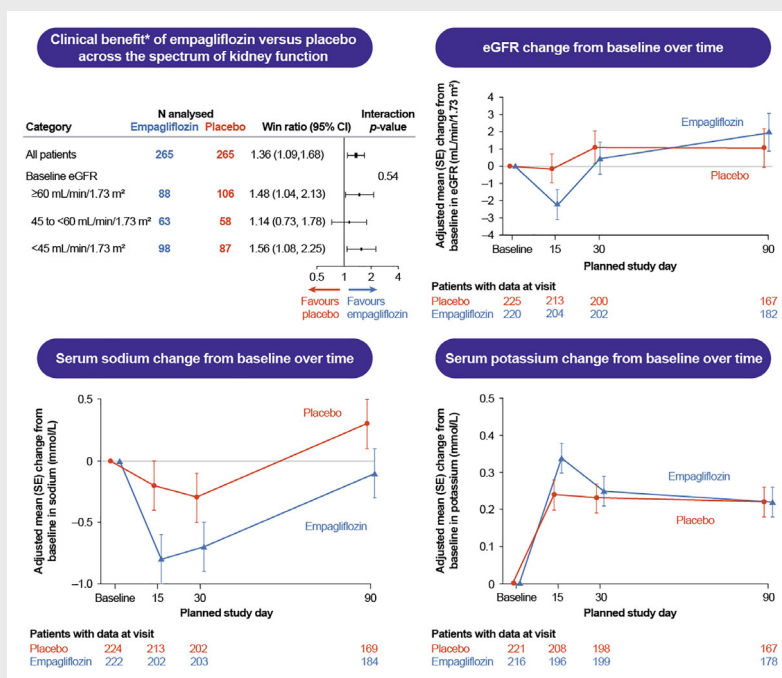 Clinical benefit* of empagliflozin versus placebo
across the spectrum of kidney function
N analysed
Interaction
Category
Empagliflozin Placebo
Win ratio (95% CI)
p-value
All patients 265 265 1.36 (1.09,1.68)
Baseline eGFR 0.54
≥60 mL/min/1.73 m² 88 106 1.48 (1.04, 2.13)
45 to <60 mL/min/1.73 m² 63 58 1.14 (0.73, 1.78)
<45 mL/min/1.73 m² 98 87 1.56 (1.08, 2.25)
0.5 1 2 4
Favours
placebo
Favours
empagliflozin
eGFR change from baseline over time
Adjusted mean (SE) change from
baseline in eGFR (mL/min/1.73 m²)
4
3
2
1
0
−1
−2
−3
−4
Empagliflozin
Placebo
Baseline 15 30 90
Planned study day
Patients with data at visit
Placebo 225 213 200 167
Empagliflozin 220 204 202 182
Serum sodium change from baseline over time
Adjusted mean (SE) change from
baseline in sodium (mmol/L)
0.5
0
−0.5
−1.0
Placebo
Empagliflozin
Baseline 15 30 90
Planned study day
Patients with data at visit
Placebo 224 213 202 169
Empagliflozin 222 202 203 184
Serum potassium change from baseline over time
Adjusted mean (SE) change from
baseline in potassium (mmol/L)
0.5
0.4
0.3
0.2
0.1
0
Empagliflozin
Placebo
Baseline 15 30 90
Planned study day
Patients with data at visit
Placebo 221 208 198 167
Empagliflozin 216 196 199 178